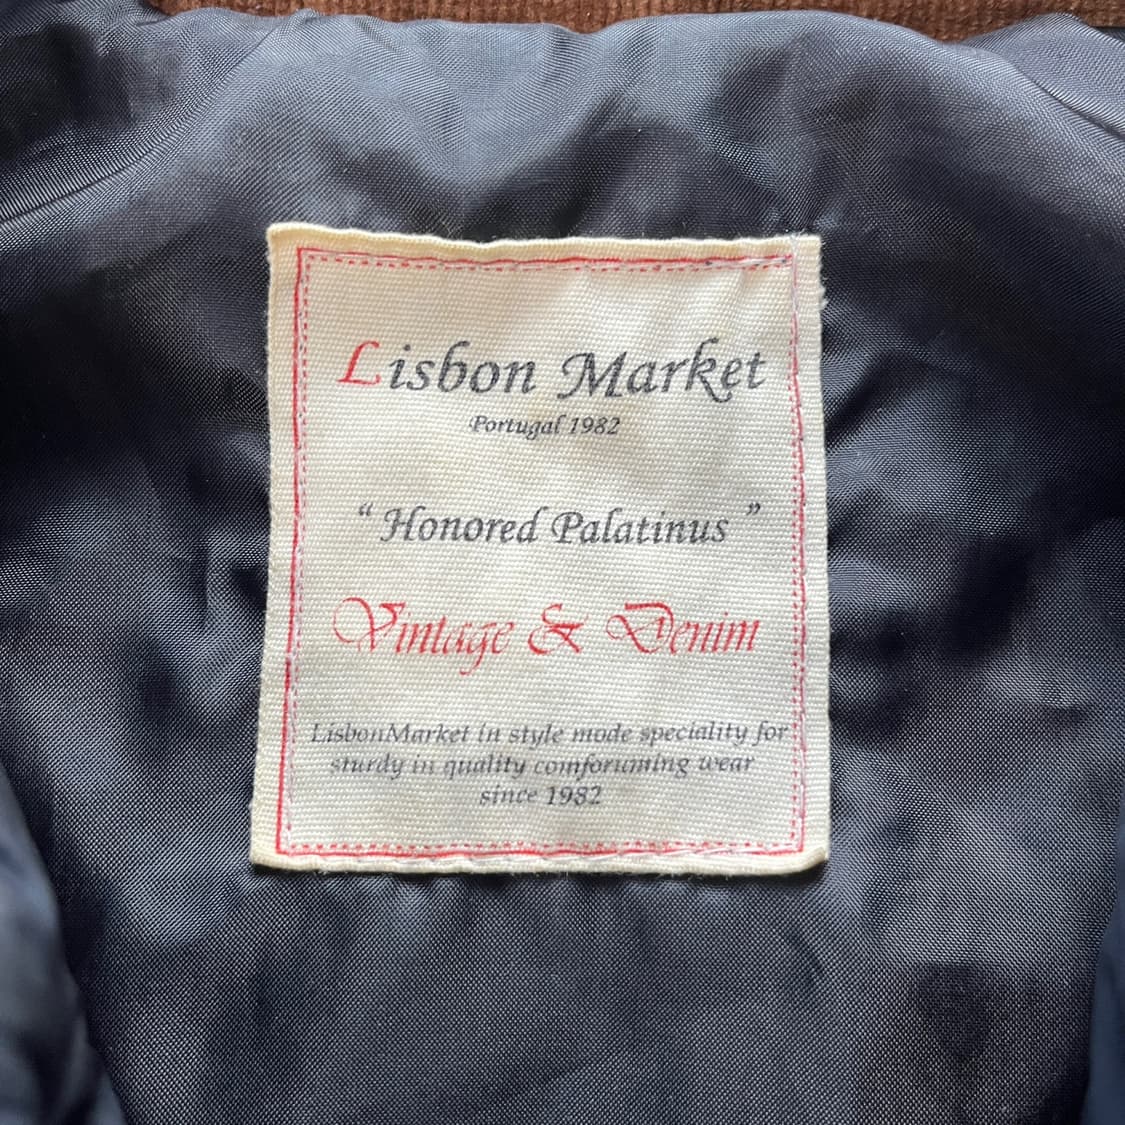 Lisbon Market
Portugal 1982
“ Honored Palatinus ”
Vintage & Denim
LisbonMarket in style mode speciality for
sturdy in quality comforumting wear
since 1982